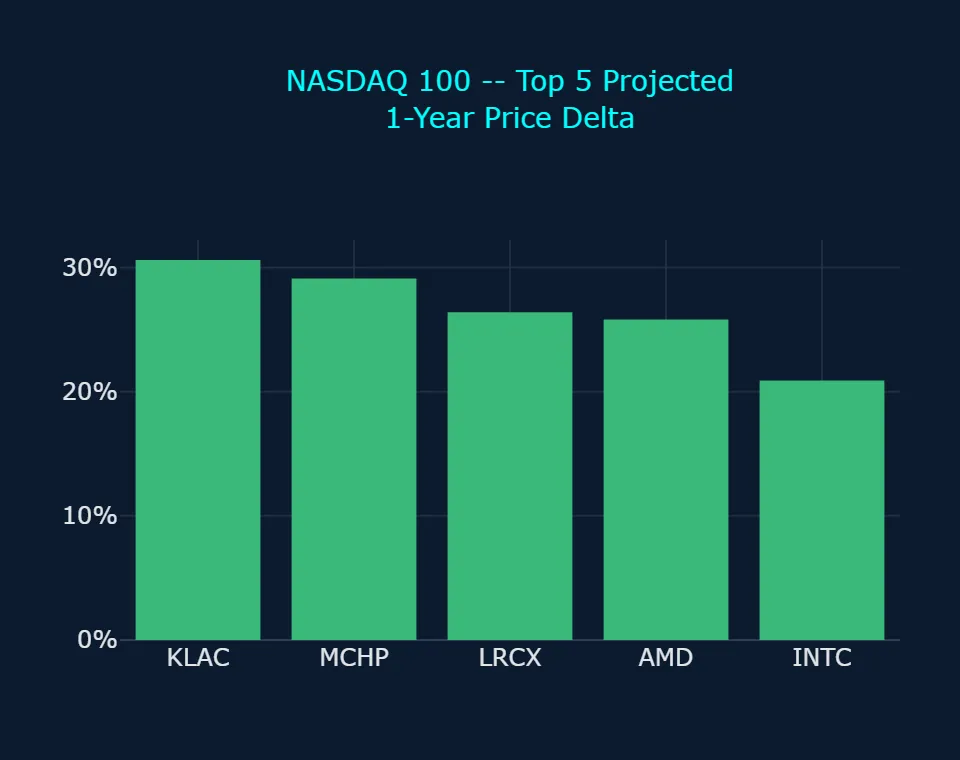 NASDAQ 100 -- Top 5 Projected
1-Year Price Delta
30%
20%
10%
0%
KLAC MCHP LRCX AMD INTC